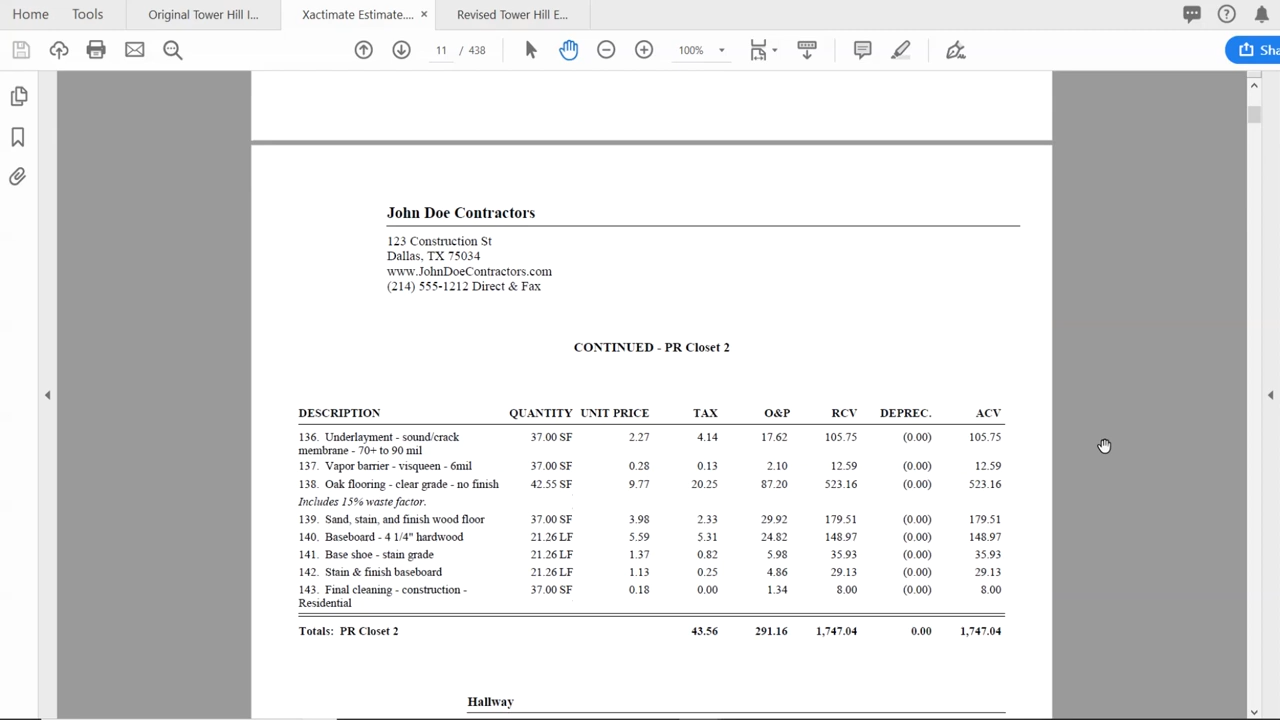 Home Tools Original Tower Hill I... Xactimate Estimate.... × Revised Tower Hill E...
11 / 438 100% Sha
John Doe Contractors
123 Construction St
Dallas, TX 75034
www.JohnDoeContractors.com
(214) 555-1212 Direct & Fax
CONTINUED - PR Closet 2
DESCRIPTION QUANTITY UNIT PRICE TAX O&P RCV DEPREC. ACV
136. Underlayment - sound/crack 37.00 SF 2.27 4.14 17.62 105.75 (0.00) 105.75
membrane - 70+ to 90 mil
137. Vapor barrier - visqueen - 6mil 37.00 SF 0.28 0.13 2.10 12.59 (0.00) 12.59
138. Oak flooring - clear grade - no finish 42.55 SF 9.77 20.25 87.20 523.16 (0.00) 523.16
Includes 15% waste factor.
139. Sand, stain, and finish wood floor 37.00 SF 3.98 2.33 29.92 179.51 (0.00) 179.51
140. Baseboard - 4 1/4" hardwood 21.26 LF 5.59 5.31 24.82 148.97 (0.00) 148.97
141. Base shoe - stain grade 21.26 LF 1.37 0.82 5.98 35.93 (0.00) 35.93
142. Stain & finish baseboard 21.26 LF 1.13 0.25 4.86 29.13 (0.00) 29.13
143. Final cleaning - construction - 37.00 SF 0.18 0.00 1.34 8.00 (0.00) 8.00
Residential
Totals: PR Closet 2 43.56 291.16 1,747.04 0.00 1,747.04
Hallway